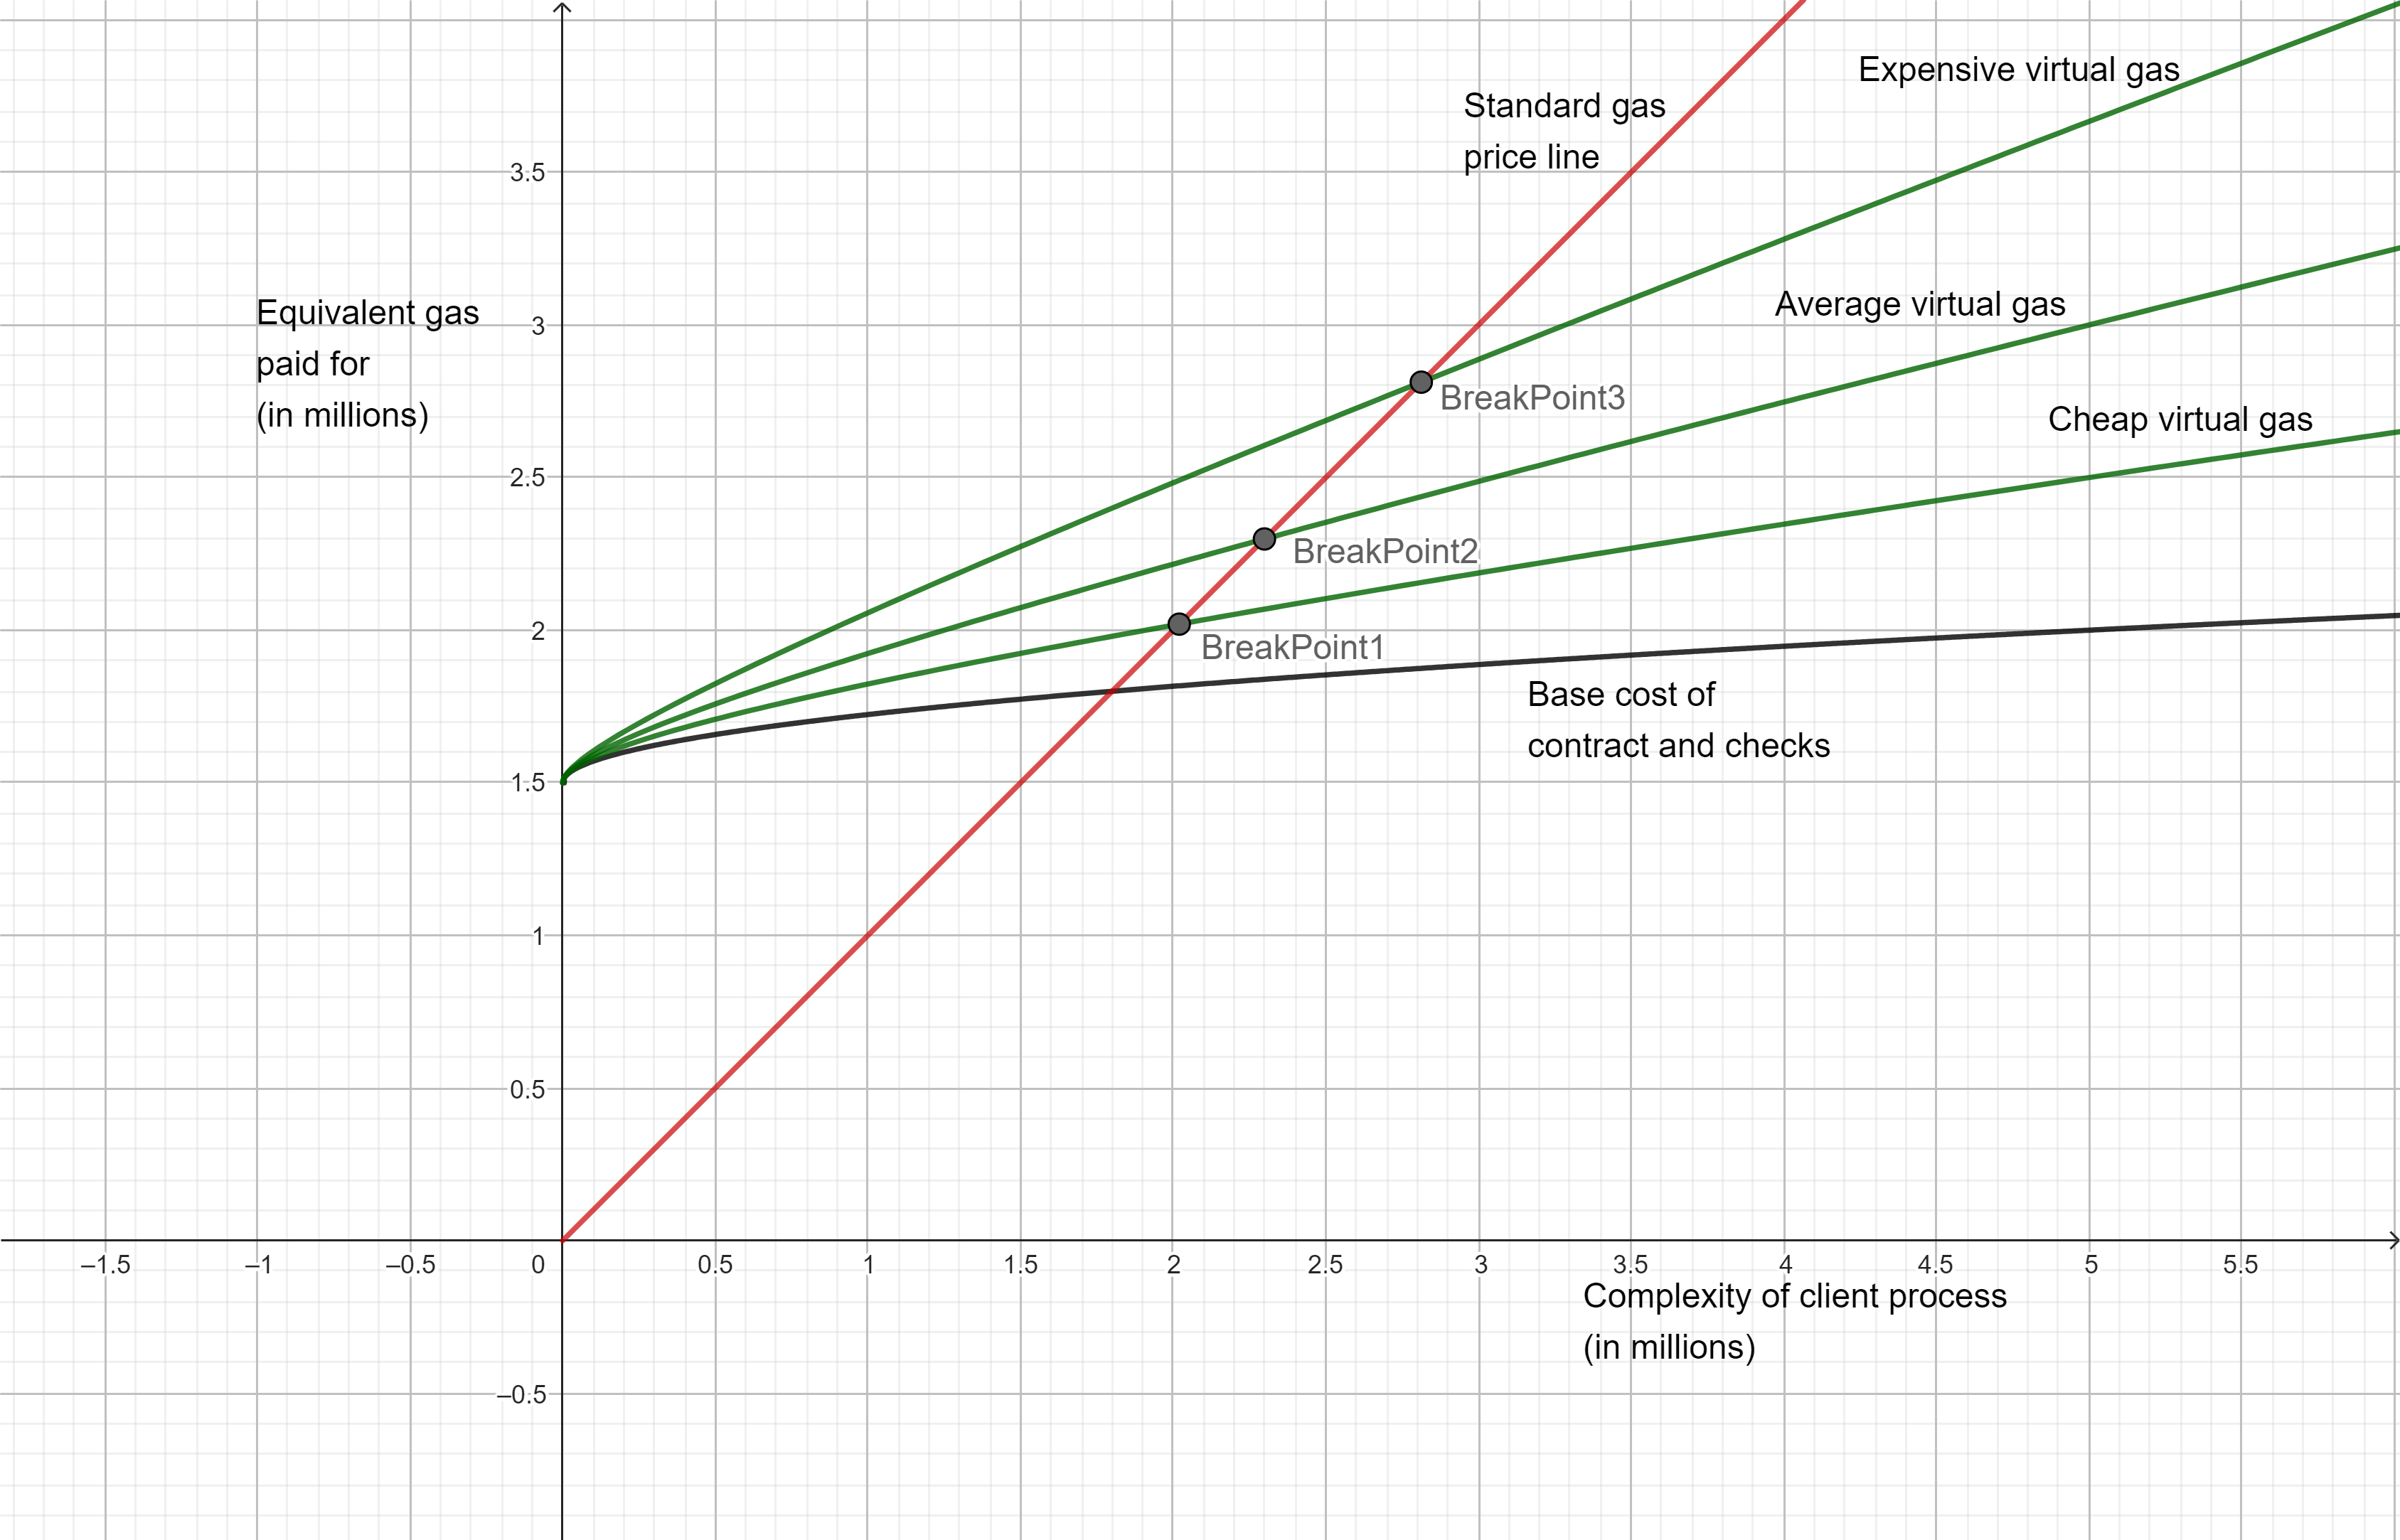 Expensive virtual gas
Standard gas
price line
3.5
Average virtual gas
Equivalent gas
paid for
(in millions)
3
BreakPoint3
Cheap virtual gas
2.5
BreakPoint2
2
BreakPoint1
Base cost of
contract and checks
1.5
1
0.5
–1.5 –1 –0.5 0 0.5 1 1.5 2 2.5 3 3.5 4 4.5 5 5.5
Complexity of client process
(in millions)
–0.5